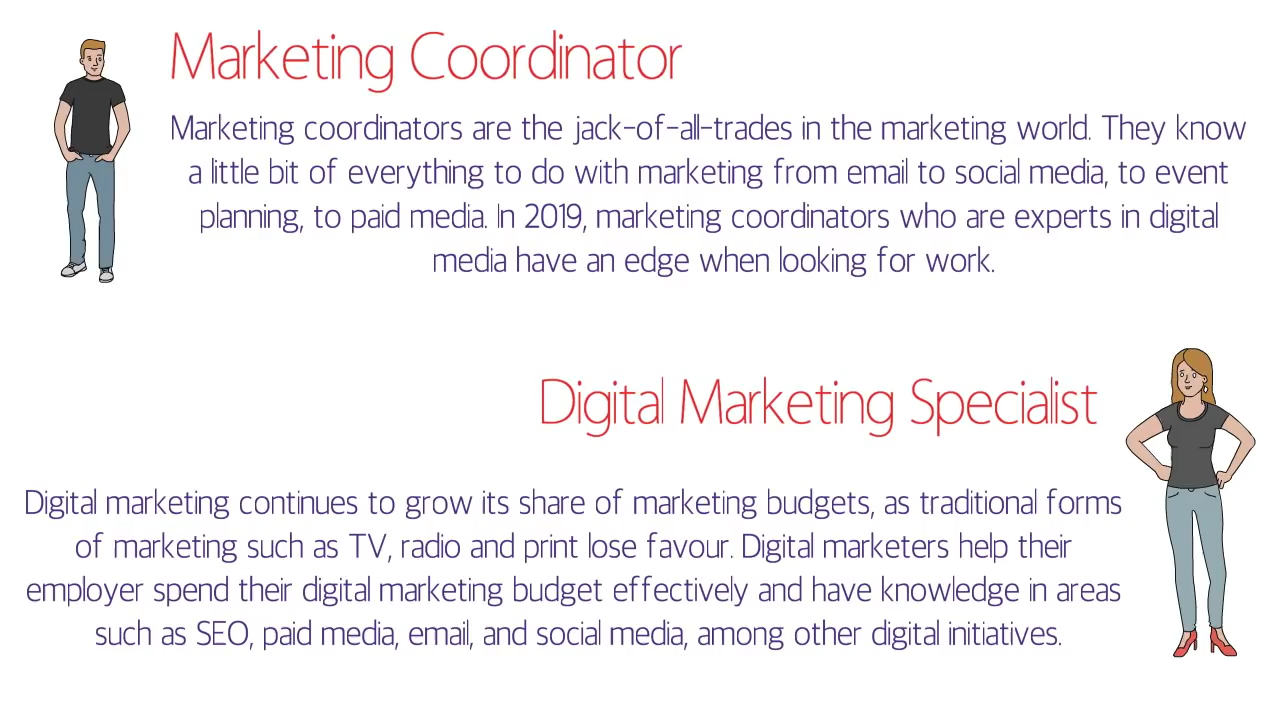 Marketing Coordinator
Marketing coordinators are the jack-of-all-trades in the marketing world. They know
a little bit of everything to do with marketing from email to social media, to event
planning, to paid media. In 2019, marketing coordinators who are experts in digital
media have an edge when looking for work.
Digital Marketing Specialist
Digital marketing continues to grow its share of marketing budgets, as traditional forms
of marketing such as TV, radio and print lose favour. Digital marketers help their
employer spend their digital marketing budget effectively and have knowledge in areas
such as SEO, paid media, email, and social media, among other digital initiatives.